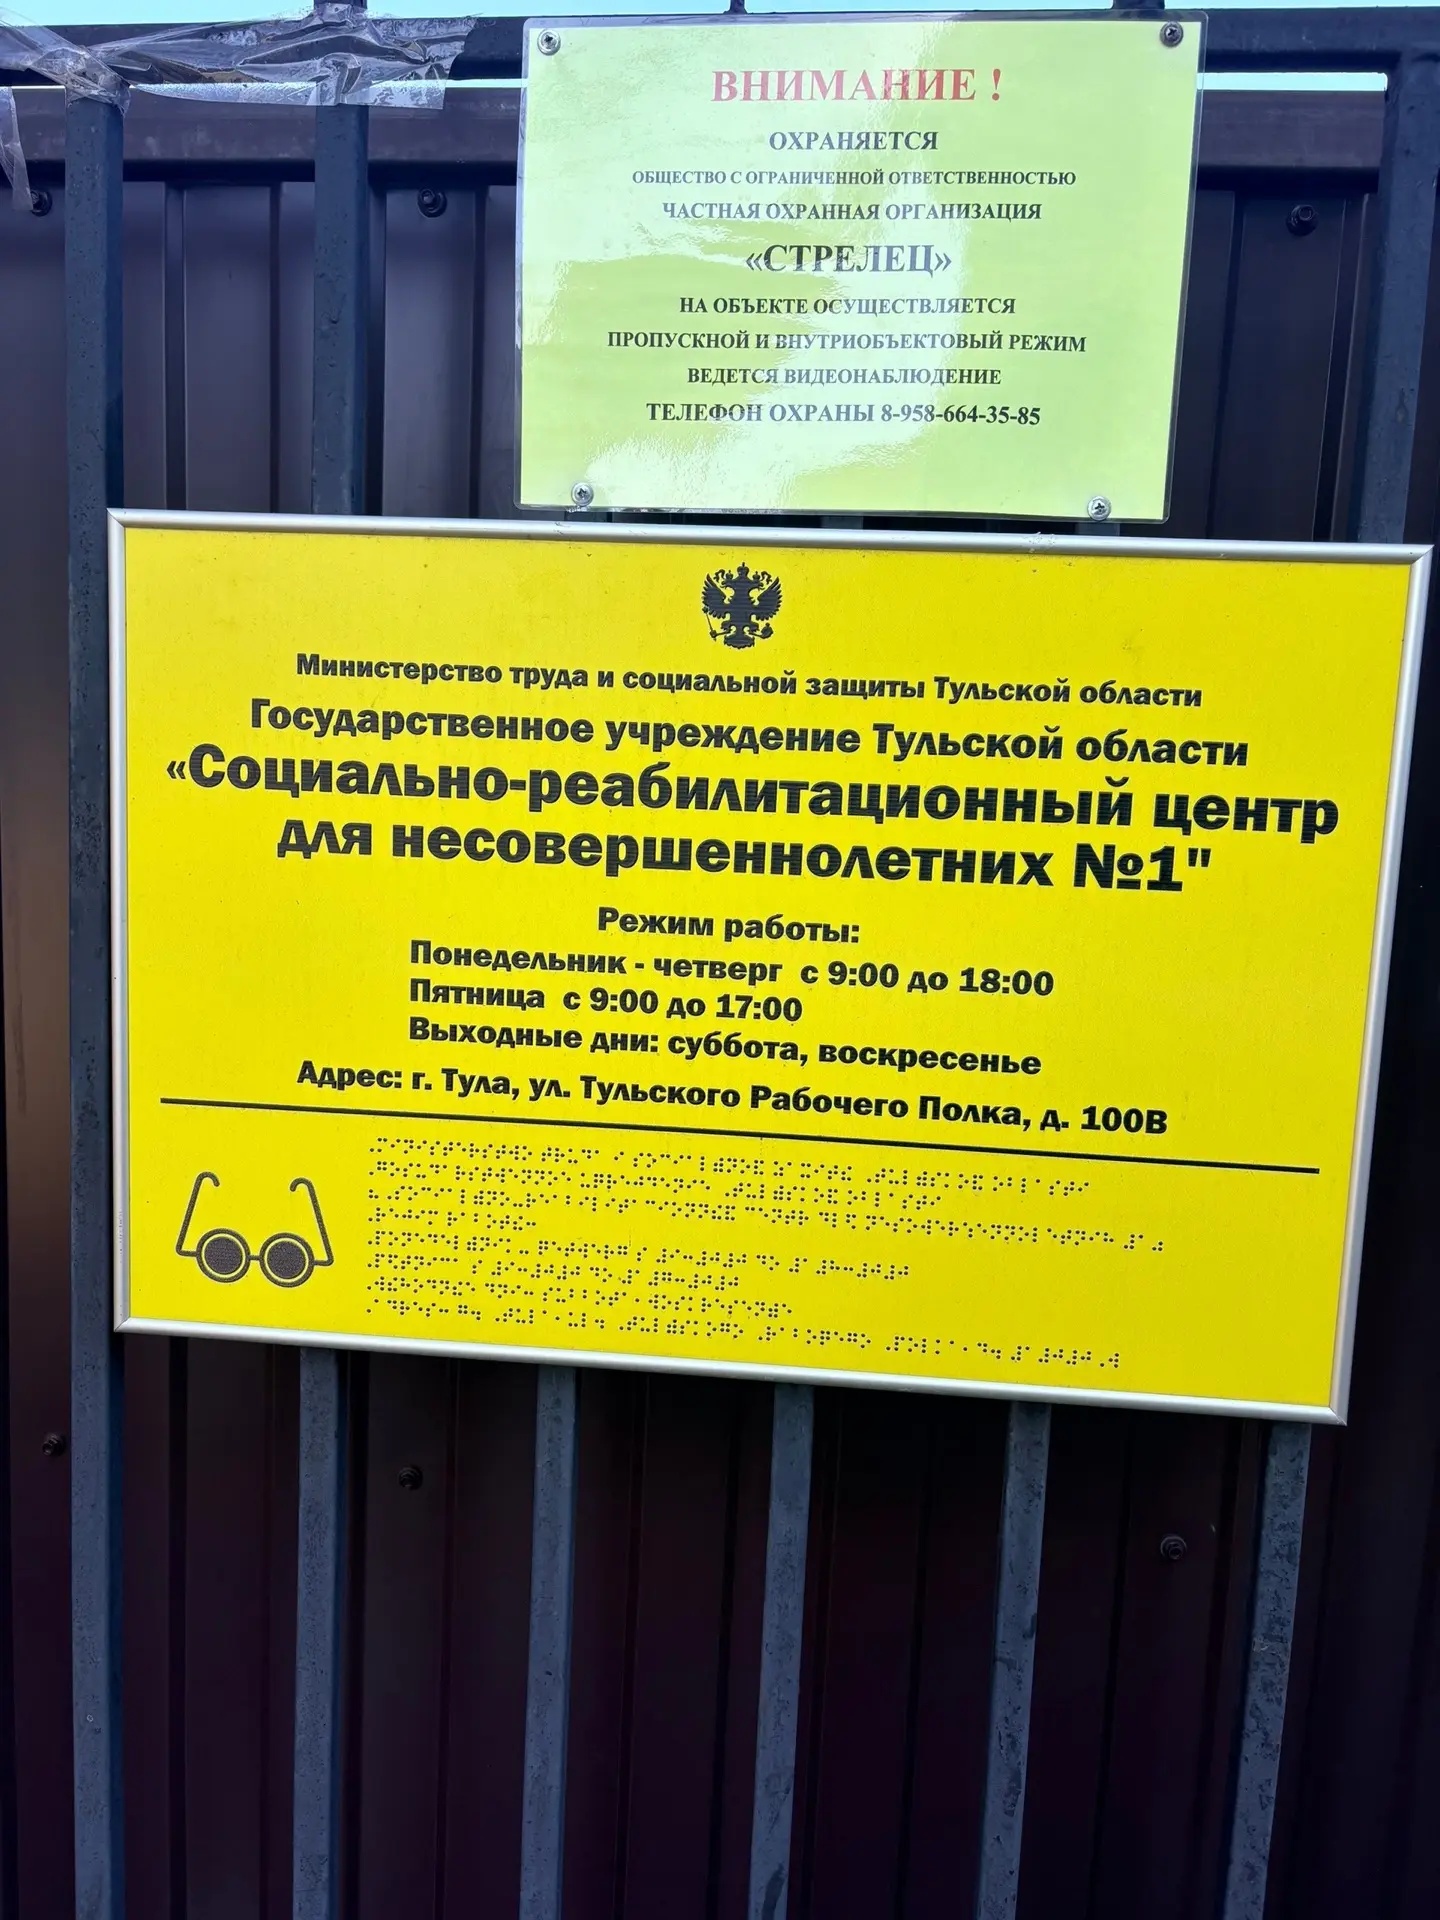 ВНИМАНИЕ !
ОХРАНЯЕТСЯ
ОБЩЕСТВО С ОГРАНИЧЕННОЙ ОТВЕТСТВЕННОСТЬЮ
ЧАСТНАЯ ОХРАННАЯ ОРГАНИЗАЦИЯ
«СТРЕЛЕЦ»
НА ОБЪЕКТЕ ОСУЩЕСТВЛЯЕТСЯ
ПРОПУСКНОЙ И ВНУТРИОБЪЕКТОВЫЙ РЕЖИМ
ВЕДЕТСЯ ВИДЕОНАБЛЮДЕНИЕ
ТЕЛЕФОН ОХРАНЫ 8-958-664-35-85
Министерство труда и социальной защиты Тульской области
Государственное учреждение Тульской области
«Социально-реабилитационный центр
для несовершеннолетних №1"
Режим работы:
Понедельник - четверг с 9:00 до 18:00
Пятница с 9:00 до 17:00
Выходные дни: суббота, воскресенье
Адрес: г. Тула, ул. Тульского Рабочего Полка, д. 100В